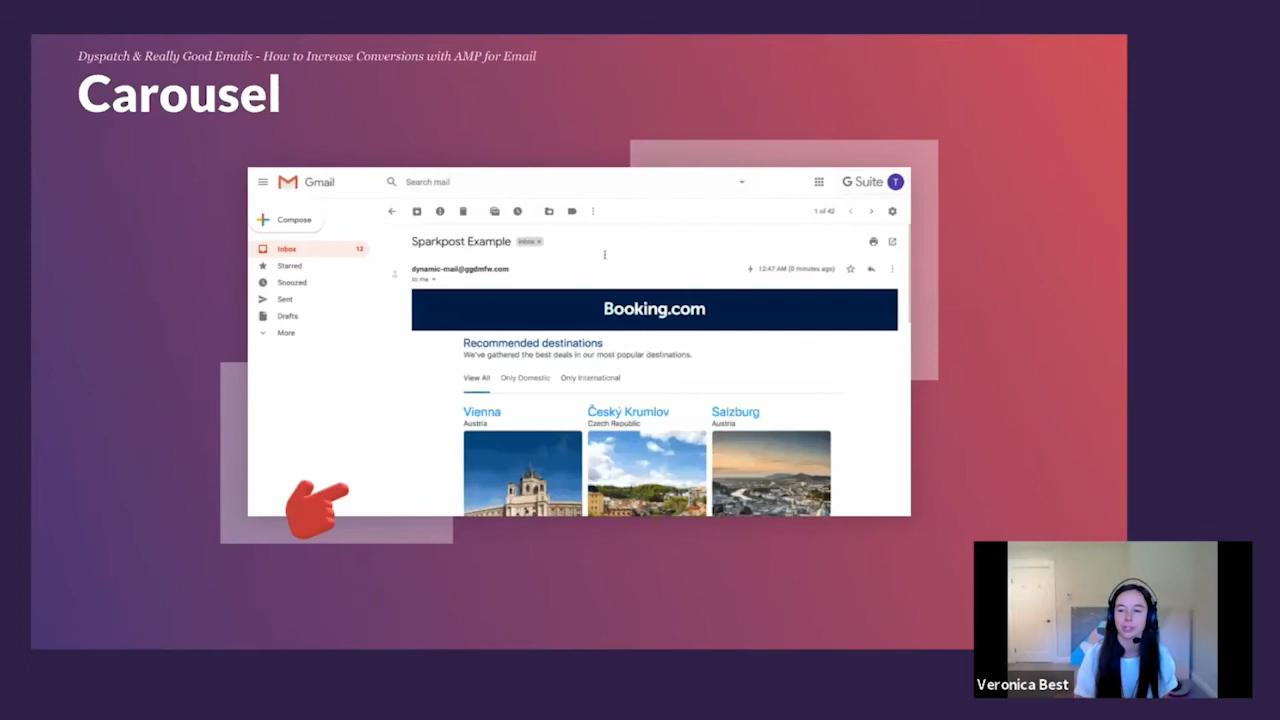 Dyspatch & Really Good Emails - How to Increase Conversions with AMP for Email
Carousel
Gmail
Search mail
G Suite
T
Compose
1 of 42
Inbox 12
Starred
Snoozed
Sent
Drafts
More
Sparkpost Example Inbox x
dynamic-mail@ggdmfw.com
12:47 AM (0 minutes ago)
to me
Booking.com
Recommended destinations
We've gathered the best deals in our most popular destinations.
View All Only Domestic Only International
Vienna Český Krumlov Salzburg
Austria Czech Republic Austria
Veronica Best